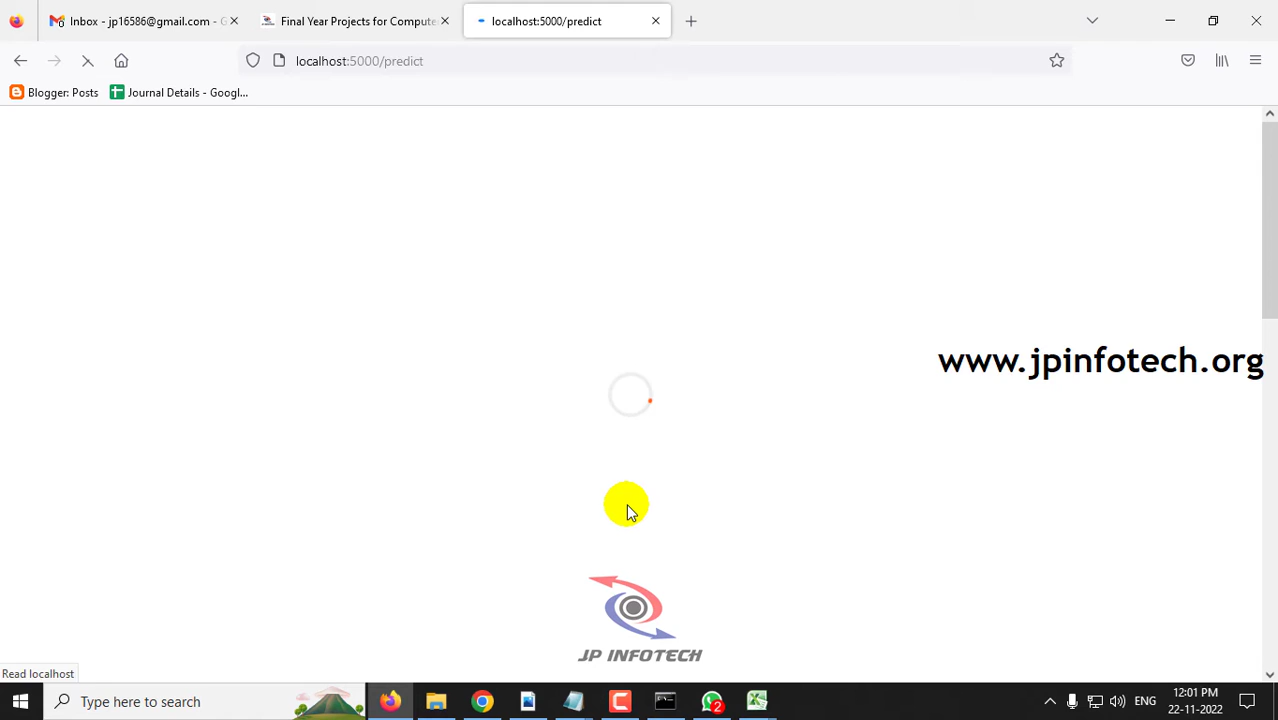 Inbox - jp16586@gmail.com - G
Final Year Projects for Compute
localhost:5000/predict
localhost:5000/predict
Blogger: Posts
Journal Details - Googl...
www.jpinfotech.org
JP INFOTECH
Read localhost
Type here to search
2
ENG
12:01 PM
22-11-2022